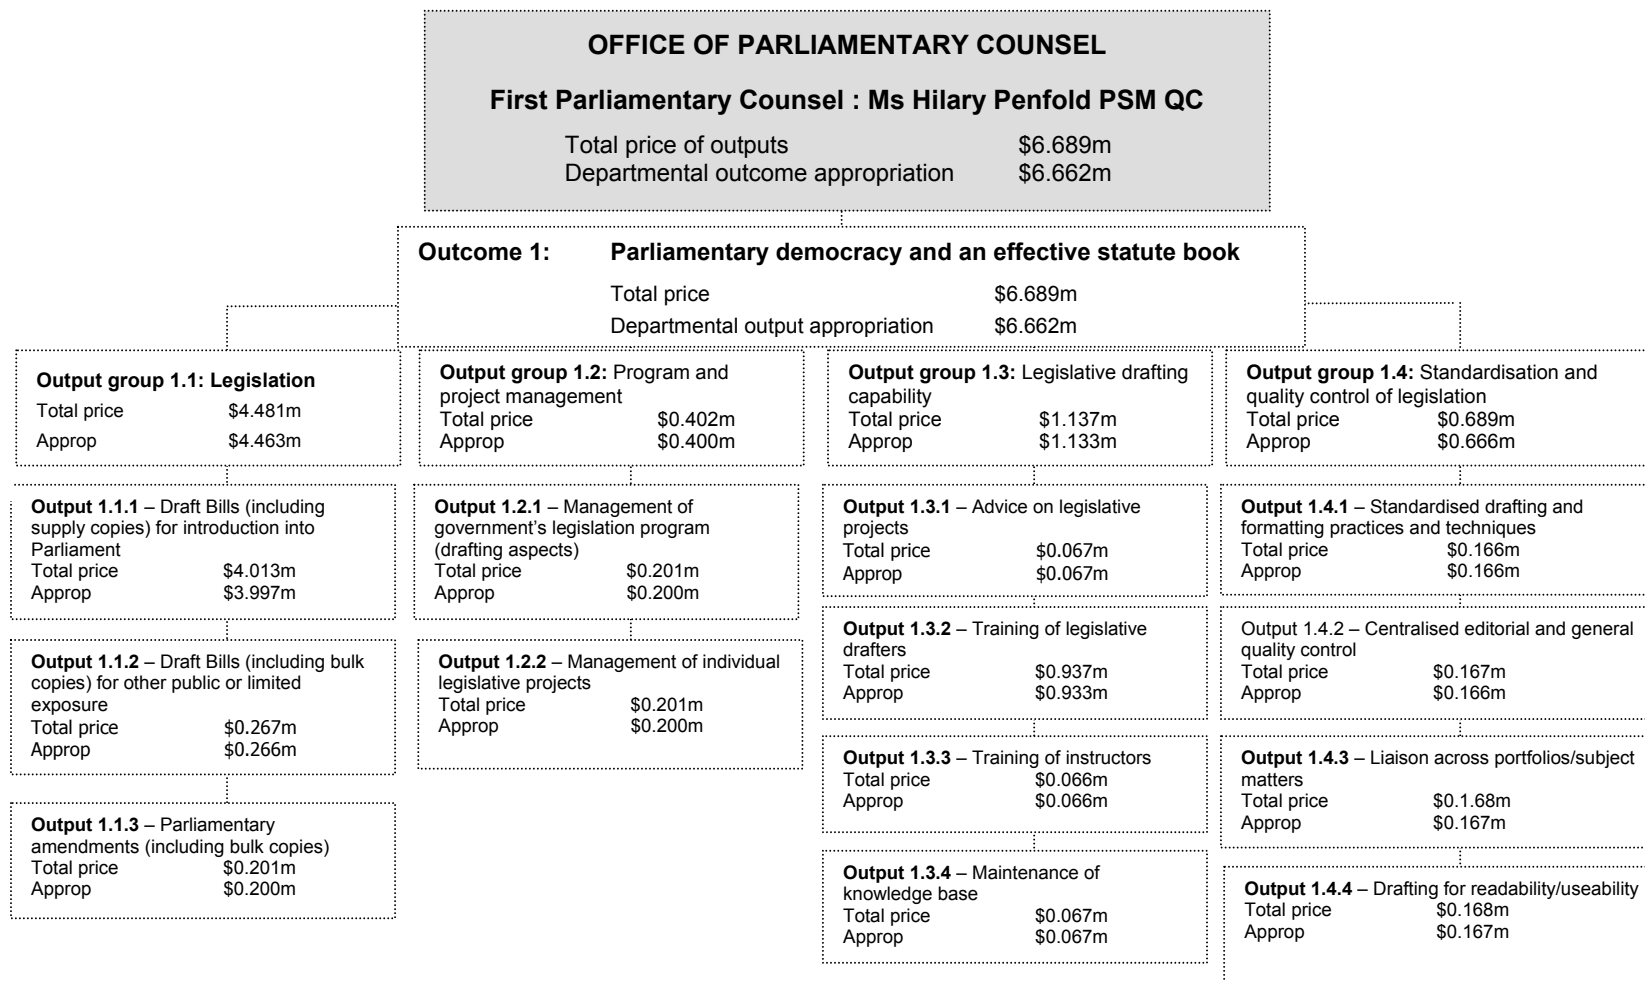 OFFICE OF PARLIAMENTARY COUNSEL
First Parliamentary Counsel : Ms Hilary Penfold PSM QC
Total price of outputs $6.689m
Departmental outcome appropriation $6.662m
Outcome 1: Parliamentary democracy and an effective statute book
Total price $6.689m
Departmental output appropriation $6.662m
Output group 1.1: Legislation
Total price $4.481m
Approp $4.463m
Output 1.1.1 – Draft Bills (including
supply copies) for introduction into
Parliament
Total price $4.013m
Approp $3.997m
Output 1.1.2 – Draft Bills (including bulk
copies) for other public or limited
exposure
Total price $0.267m
Approp $0.266m
Output 1.1.3 – Parliamentary
amendments (including bulk copies)
Total price $0.201m
Approp $0.200m
Output group 1.2: Program and
project management
Total price $0.402m
Approp $0.400m
Output 1.2.1 – Management of
government’s legislation program
(drafting aspects)
Total price $0.201m
Approp $0.200m
Output 1.2.2 – Management of individual
legislative projects
Total price $0.201m
Approp $0.200m
Output group 1.3: Legislative drafting
capability
Total price $1.137m
Approp $1.133m
Output 1.3.1 – Advice on legislative
projects
Total price $0.067m
Approp $0.067m
Output 1.3.2 – Training of legislative
drafters
Total price $0.937m
Approp $0.933m
Output 1.3.3 – Training of instructors
Total price $0.066m
Approp $0.066m
Output 1.3.4 – Maintenance of
knowledge base
Total price $0.067m
Approp $0.067m
Output group 1.4: Standardisation and
quality control of legislation
Total price $0.689m
Approp $0.666m
Output 1.4.1 – Standardised drafting and
formatting practices and techniques
Total price $0.166m
Approp $0.166m
Output 1.4.2 – Centralised editorial and general
quality control
Total price $0.167m
Approp $0.166m
Output 1.4.3 – Liaison across portfolios/subject
matters
Total price $0.1.68m
Approp $0.167m
Output 1.4.4 – Drafting for readability/useability
Total price $0.168m
Approp $0.167m